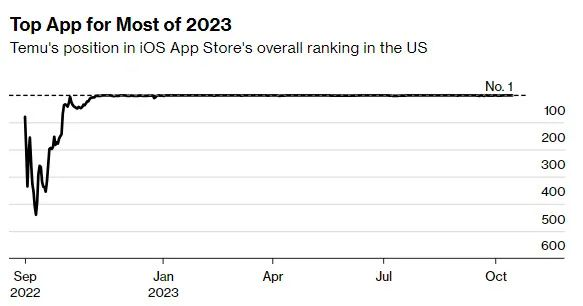 Top App for Most of 2023
Temu's position in iOS App Store's overall ranking in the US
No. 1
100
200
300
400
500
600
Sep Jan Apr Jul Oct
2022 2023